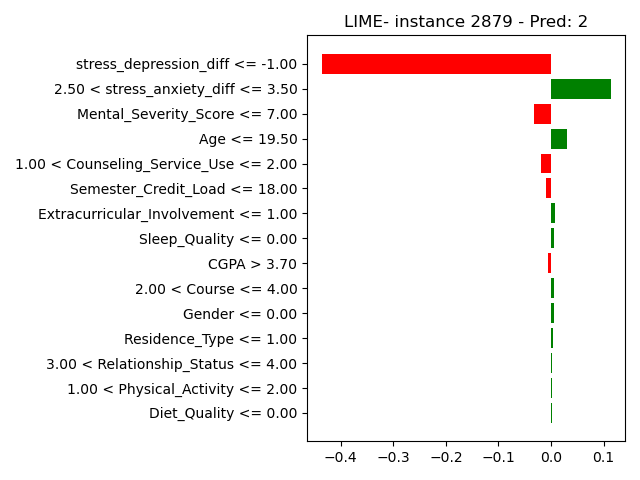 LIME- instance 2879 - Pred: 2
stress_depression_diff <= -1.00
2.50 < stress_anxiety_diff <= 3.50
Mental_Severity_Score <= 7.00
Age <= 19.50
1.00 < Counseling_Service_Use <= 2.00
Semester_Credit_Load <= 18.00
Extracurricular_Involvement <= 1.00
Sleep_Quality <= 0.00
CGPA > 3.70
2.00 < Course <= 4.00
Gender <= 0.00
Residence_Type <= 1.00
3.00 < Relationship_Status <= 4.00
1.00 < Physical_Activity <= 2.00
Diet_Quality <= 0.00
−0.4 −0.3 −0.2 −0.1 0.0 0.1